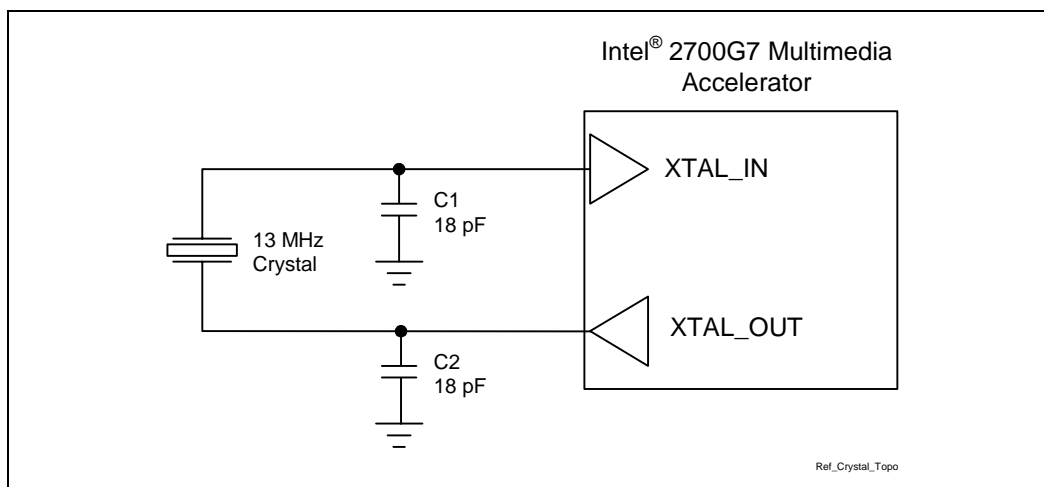 Intel® 2700G7 Multimedia
Accelerator
XTAL_IN
C1
18 pF
13 MHz
Crystal
XTAL_OUT
C2
18 pF
Ref_Crystal_Topo